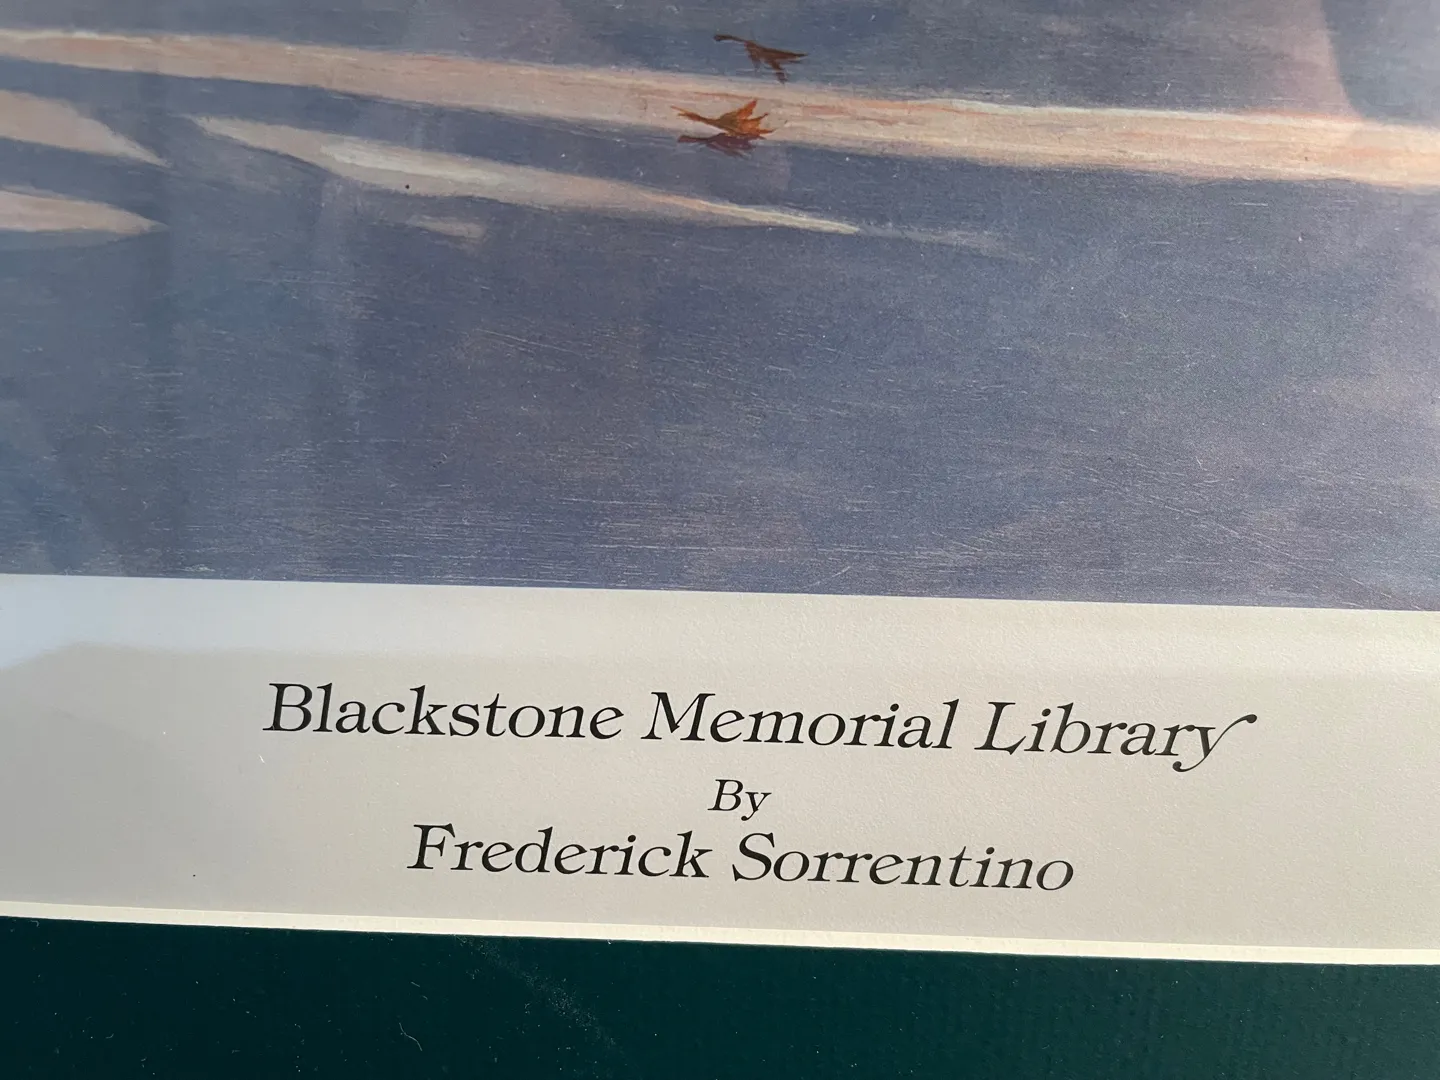 Blackstone Memorial Library
By
Frederick Sorrentino